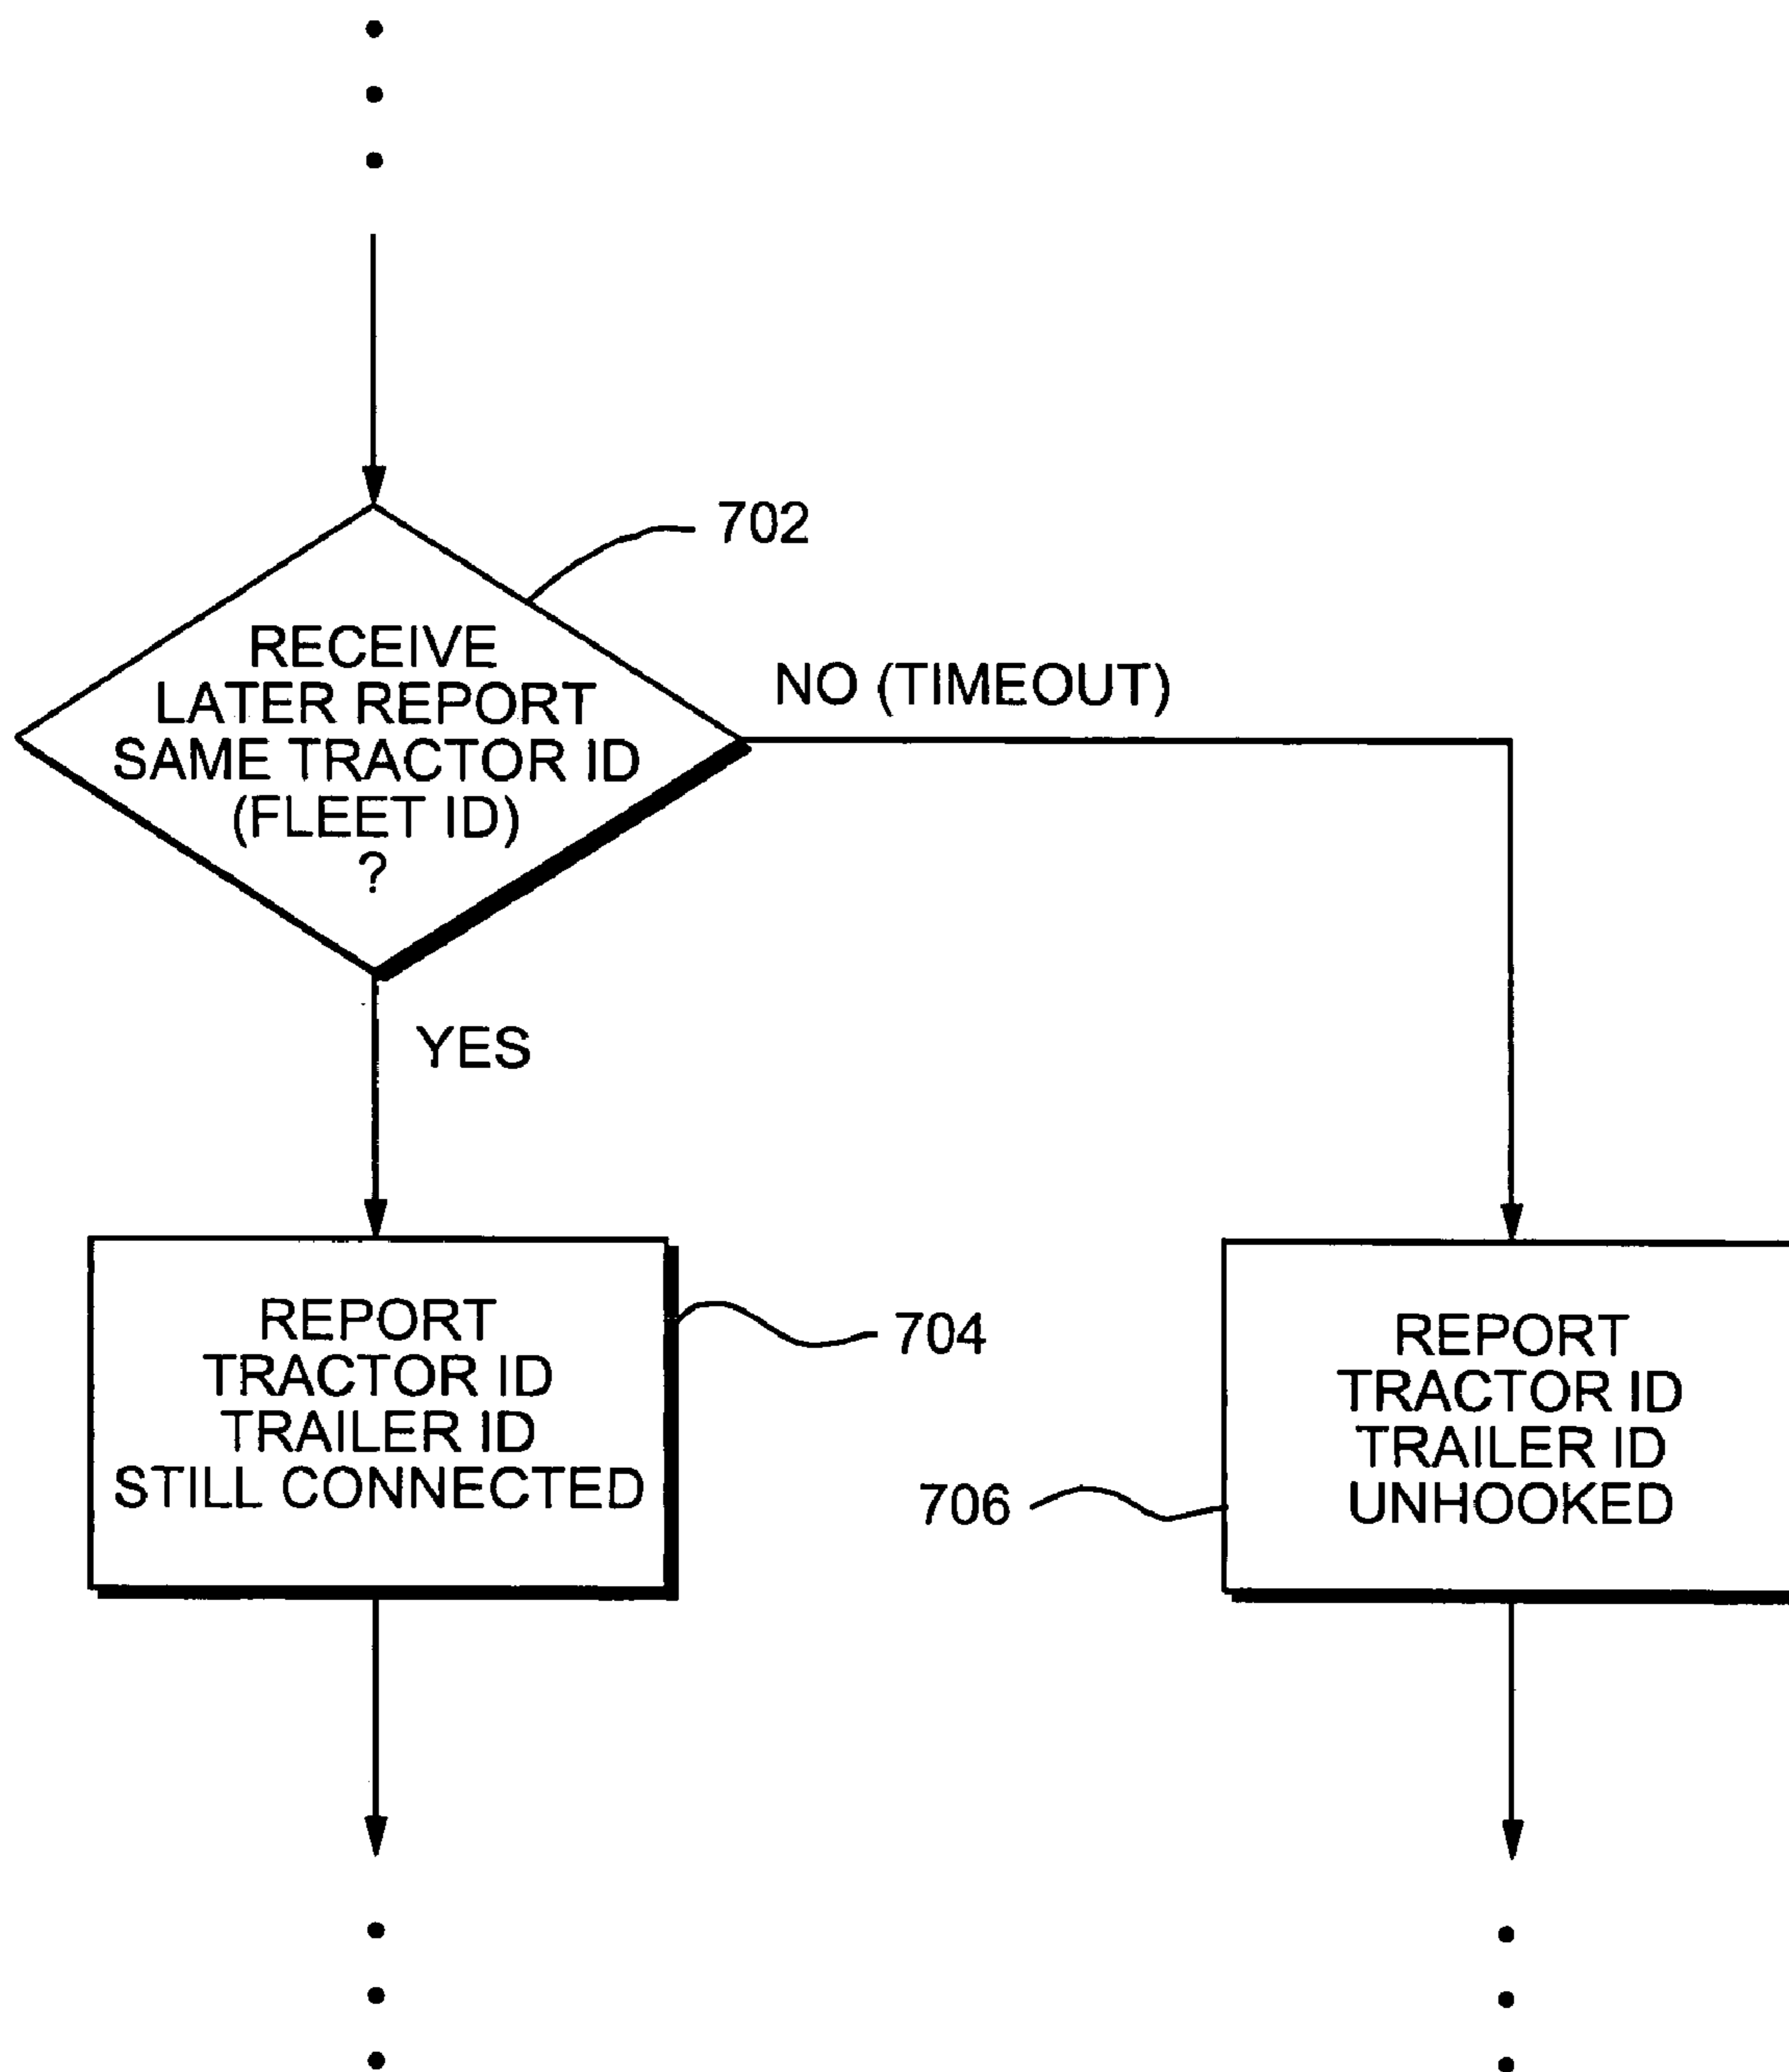 702
RECEIVE
LATER REPORT
SAME TRACTOR ID
(FLEET ID)
?
NO (TIMEOUT)
YES
REPORT
TRACTOR ID
TRAILER ID
STILL CONNECTED
704
REPORT
TRACTOR ID
TRAILER ID
UNHOOKED
706